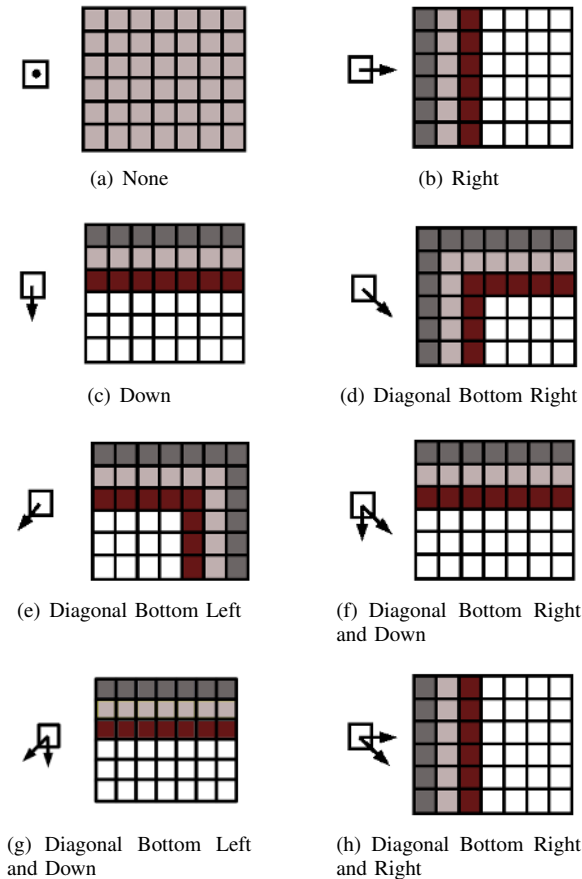 (a) None
(b) Right
(c) Down
(d) Diagonal Bottom Right
(e) Diagonal Bottom Left
(f) Diagonal Bottom Right
and Down
(g) Diagonal Bottom Left
and Down
(h) Diagonal Bottom Right
and Right